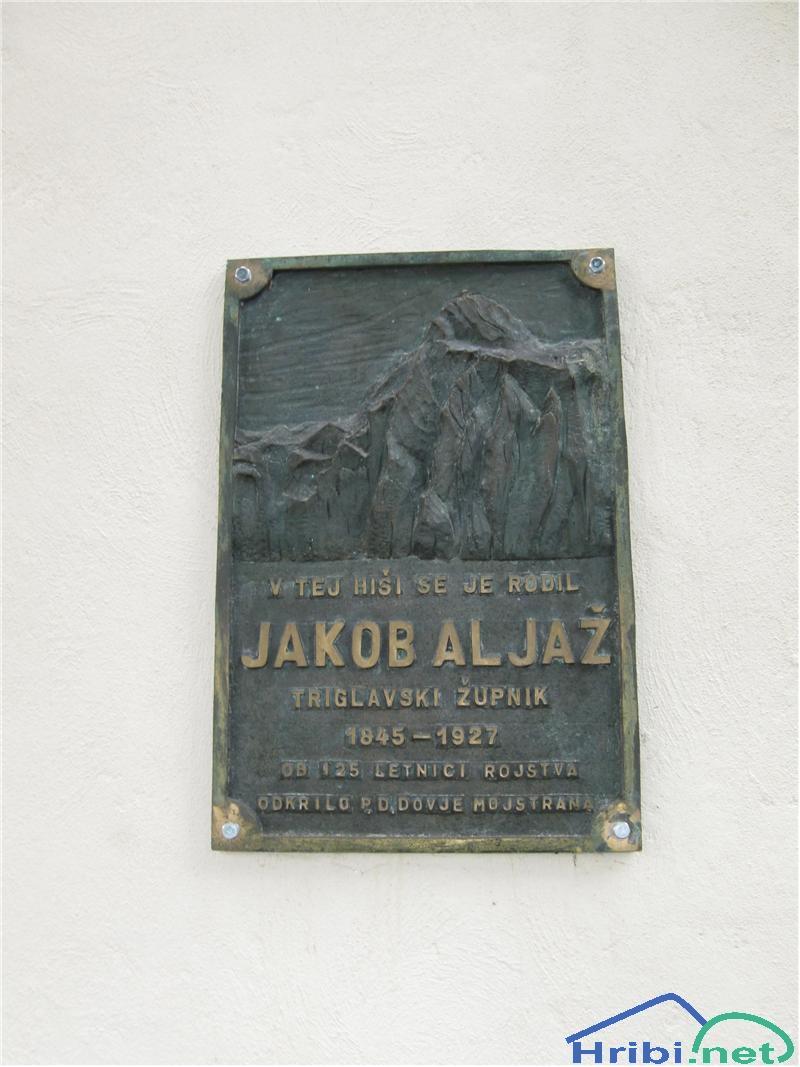 V TEJ HIŠI SE JE RODIL
JAKOB ALJAŽ
TRIGLAVSKI ŽUPNIK
1845–1927
OB 125 LETNICI ROJSTVA
ODKRILO P.D. DOVJE MOJSTRANA
Hribi.net